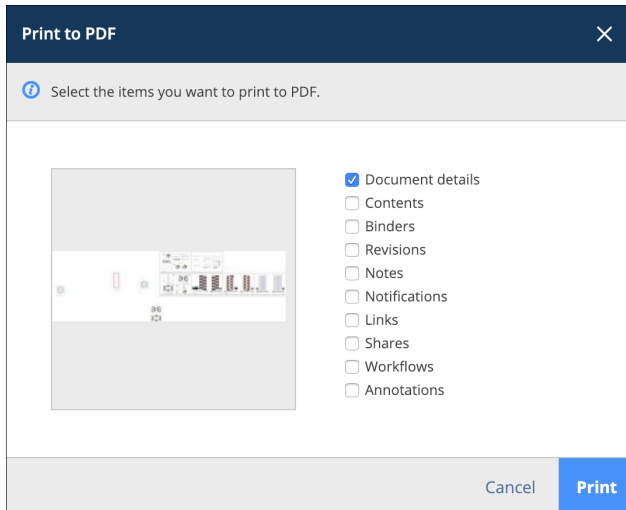 Print to PDF
Select the items you want to print to PDF.
Document details
Contents
Binders
Revisions
Notes
Notifications
Links
Shares
Workflows
Annotations
Cancel
Print